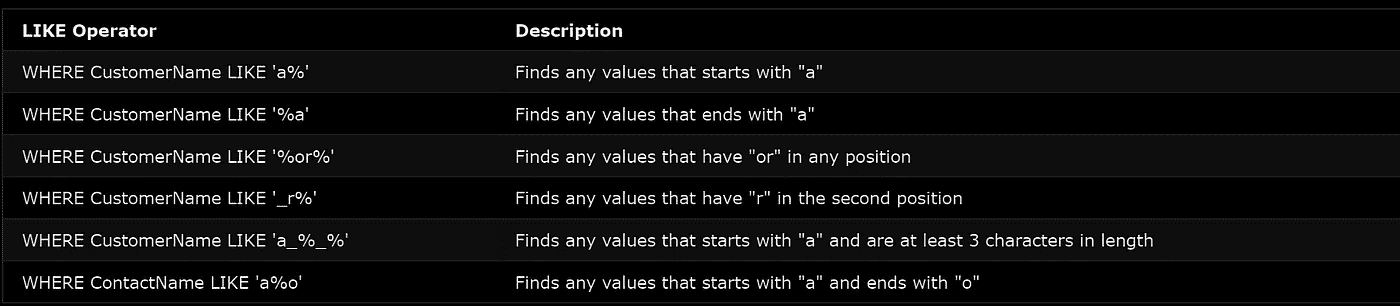 LIKE Operator Description
WHERE CustomerName LIKE 'a%' Finds any values that starts with "a"
WHERE CustomerName LIKE '%a' Finds any values that ends with "a"
WHERE CustomerName LIKE '%or%' Finds any values that have "or" in any position
WHERE CustomerName LIKE '_r%' Finds any values that have "r" in the second position
WHERE CustomerName LIKE 'a_%_%' Finds any values that starts with "a" and are at least 3 characters in length
WHERE ContactName LIKE 'a%o' Finds any values that starts with "a" and ends with "o"